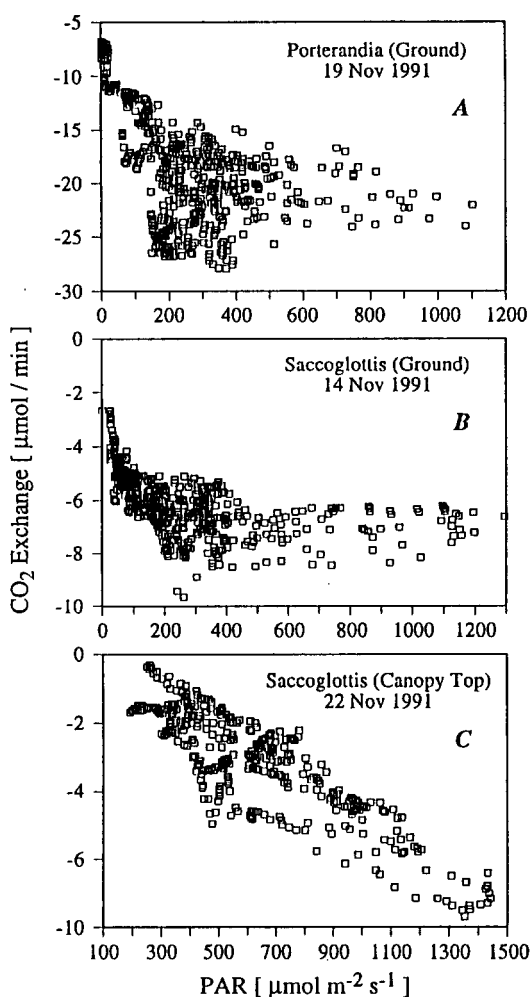 -5
-10
-15
-20
-25
-30
Porterandia (Ground)
19 Nov 1991
A
0 200 400 600 800 1000 1200
0
-2
-4
-6
-8
-10
Saccoglottis (Ground)
14 Nov 1991
B
0 200 400 600 800 1000 1200
0
-2
-4
-6
-8
-10
Saccoglottis (Canopy Top)
22 Nov 1991
C
100 300 500 700 900 1100 1300 1500
CO2 Exchange [ μmol / min ]
PAR [ μmol m-2 s-1 ]